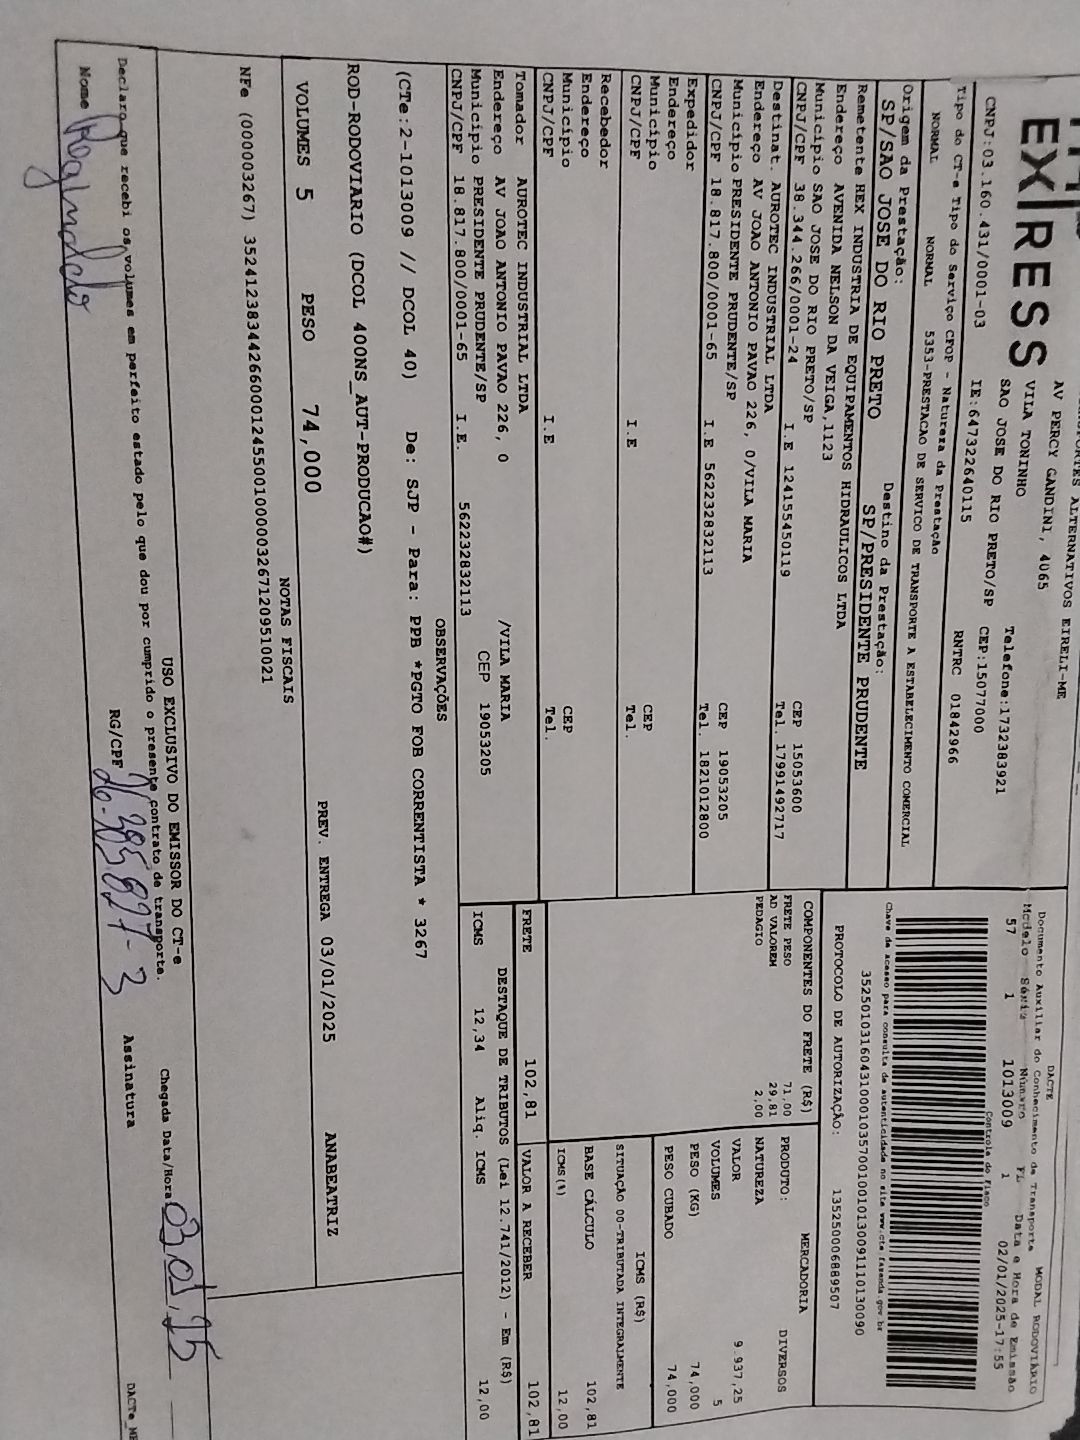 EX|RESS
TRANSPORTES ALTERNATIVOS EIRELI-ME
AV PERCY GANDINI, 4065
VILA TONINHO
SAO JOSE DO RIO PRETO/SP
Telefone:1732383921
CEP:15077000
CNPJ:03.160.431/0001-03
IE:647322640115
RNTRC 01842966
Tipo do CT-e Tipo do Serviço CFOP - Natureza da Prestação
NORMAL NORMAL 5353-PRESTACAO DE SERVICO DE TRANSPORTE A ESTABELECIMENTO COMERCIAL
Origem da Prestação: Destino da Prestação:
SP/SAO JOSE DO RIO PRETO SP/PRESIDENTE PRUDENTE
Remetente HEX INDUSTRIA DE EQUIPAMENTOS HIDRAULICOS LTDA
Endereço AVENIDA NELSON DA VEIGA,1123
Município SAO JOSE DO RIO PRETO/SP CEP 15053600
CNPJ/CPF 38.344.266/0001-24 I.E 124155450119 Tel. 17991492717
Destinat. AUROTEC INDUSTRIAL LTDA
Endereço AV JOAO ANTONIO PAVAO 226, 0/VILA MARIA
Município PRESIDENTE PRUDENTE/SP CEP 19053205
CNPJ/CPF 18.817.800/0001-65 I.E 562232832113 Tel. 1821012800
Expedidor
Endereço
Município CEP
CNPJ/CPF I.E Tel.
Recebedor
Endereço
Município CEP
CNPJ/CPF I.E Tel.
Tomador AUROTEC INDUSTRIAL LTDA
Endereço AV JOAO ANTONIO PAVAO 226, 0 /VILA MARIA
Município PRESIDENTE PRUDENTE/SP CEP 19053205
CNPJ/CPF 18.817.800/0001-65 I.E. 562232832113
DACTE
Documento Auxiliar do Conhecimento de Transporte MODAL RODOVIÁRIO
Modelo Série Número FL Data e Hora de Emissão
57 1 1013009 1 02/01/2025-17:55
Controle do Fisco
Chave de acesso para consulta de autenticidade no site www.cte.fazenda.gov.br
35250103160431000103570010010130091110130090
PROTOCOLO DE AUTORIZAÇÃO: 135250006889507
COMPONENTES DO FRETE (R$)
FRETE PESO 71,00
AD VALOREM 29,81
PEDAGIO 2,00
PRODUTO: MERCADORIA
NATUREZA DIVERSOS
VALOR 9.937,25
VOLUMES 5
PESO (KG) 74,000
PESO CUBADO 74,000
ICMS (R$)
SITUAÇÃO 00-TRIBUTADA INTEGRALMENTE
BASE CÁLCULO 102,81
ICMS(%) 12,00
FRETE 102,81 VALOR A RECEBER 102,81
DESTAQUE DE TRIBUTOS (Lei 12.741/2012) - Em (R$)
ICMS 12,34 Aliq. ICMS 12,00
OBSERVAÇÕES
(CTe:2-1013009 // DCOL 40) De: SJP - Para: PPB *PGTO FOB CORRENTISTA * 3267
ROD-RODOVIARIO (DCOL 400NS_AUT-PRODUCAO#)
VOLUMES 5 PESO 74,000 PREV. ENTREGA 03/01/2025 ANABEATRIZ
NOTAS FISCAIS
NFe (000003267) 35241238344266000124550010000032671209510021
USO EXCLUSIVO DO EMISSOR DO CT-e
Declaro que recebi os volumes em perfeito estado pelo que dou por cumprido o presente contrato de transporte.
Chegada Data/Hora 03.01.25
Nome Reginaldo RG/CPF Assinatura